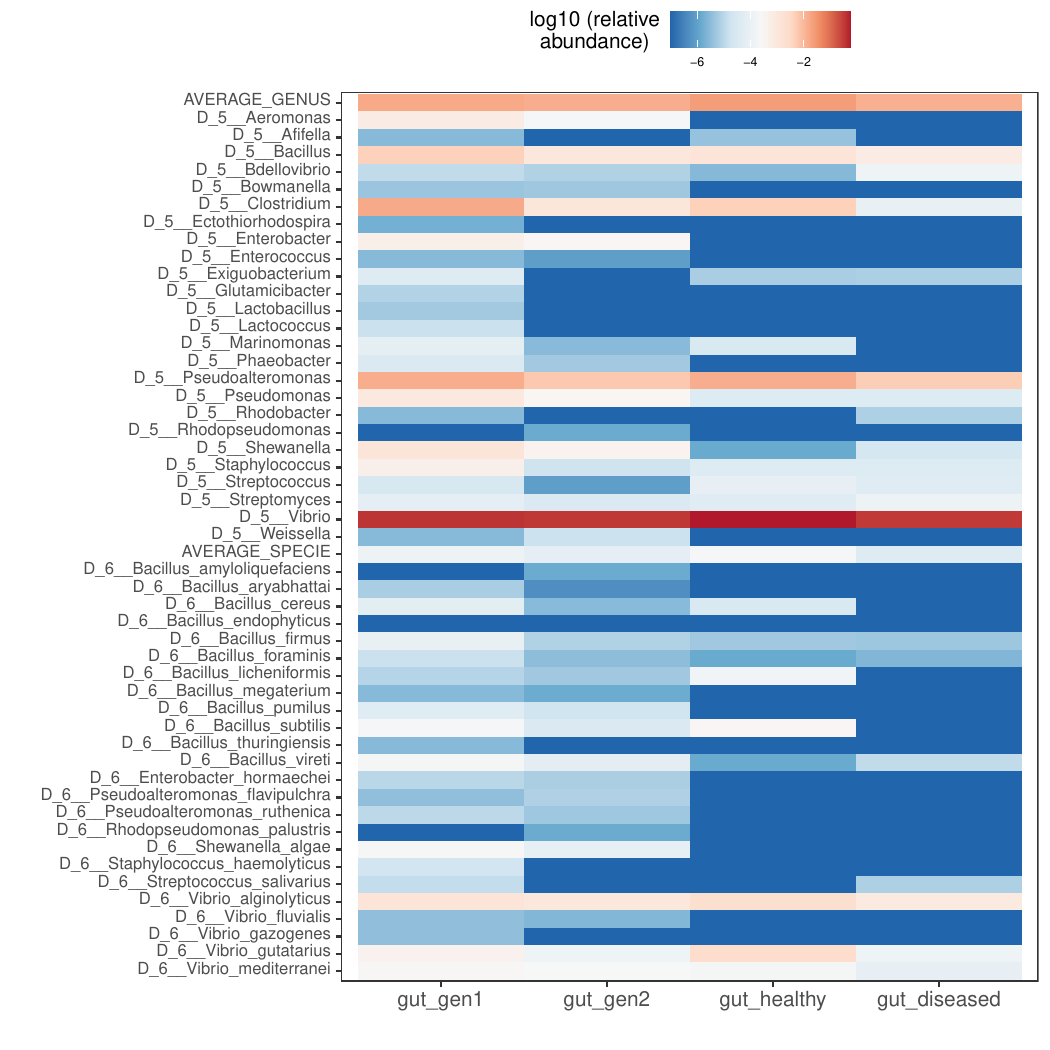 log10 (relative
abundance)
−6 −4 −2
AVERAGE_GENUS
D_5__Aeromonas
D_5__Afifella
D_5__Bacillus
D_5__Bdellovibrio
D_5__Bowmanella
D_5__Clostridium
D_5__Ectothiorhodospira
D_5__Enterobacter
D_5__Enterococcus
D_5__Exiguobacterium
D_5__Glutamicibacter
D_5__Lactobacillus
D_5__Lactococcus
D_5__Marinomonas
D_5__Phaeobacter
D_5__Pseudoalteromonas
D_5__Pseudomonas
D_5__Rhodobacter
D_5__Rhodopseudomonas
D_5__Shewanella
D_5__Staphylococcus
D_5__Streptococcus
D_5__Streptomyces
D_5__Vibrio
D_5__Weissella
AVERAGE_SPECIE
D_6__Bacillus_amyloliquefaciens
D_6__Bacillus_aryabhattai
D_6__Bacillus_cereus
D_6__Bacillus_endophyticus
D_6__Bacillus_firmus
D_6__Bacillus_foraminis
D_6__Bacillus_licheniformis
D_6__Bacillus_megaterium
D_6__Bacillus_pumilus
D_6__Bacillus_subtilis
D_6__Bacillus_thuringiensis
D_6__Bacillus_vireti
D_6__Enterobacter_hormaechei
D_6__Pseudoalteromonas_flavipulchra
D_6__Pseudoalteromonas_ruthenica
D_6__Rhodopseudomonas_palustris
D_6__Shewanella_algae
D_6__Staphylococcus_haemolyticus
D_6__Streptococcus_salivarius
D_6__Vibrio_alginolyticus
D_6__Vibrio_fluvialis
D_6__Vibrio_gazogenes
D_6__Vibrio_gutatarius
D_6__Vibrio_mediterranei
gut_gen1 gut_gen2 gut_healthy gut_diseased